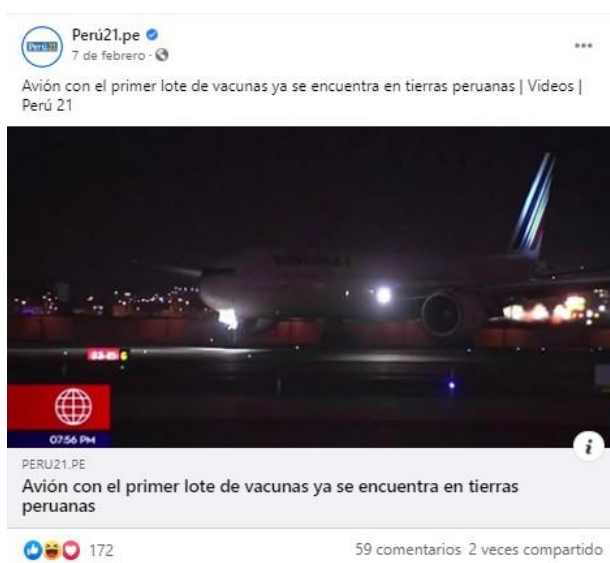 Perú21.pe
Perú21
7 de febrero ·
Avión con el primer lote de vacunas ya se encuentra en tierras peruanas | Videos |
Perú 21
07:56 PM
PERU21.PE
Avión con el primer lote de vacunas ya se encuentra en tierras
peruanas
172
59 comentarios 2 veces compartido